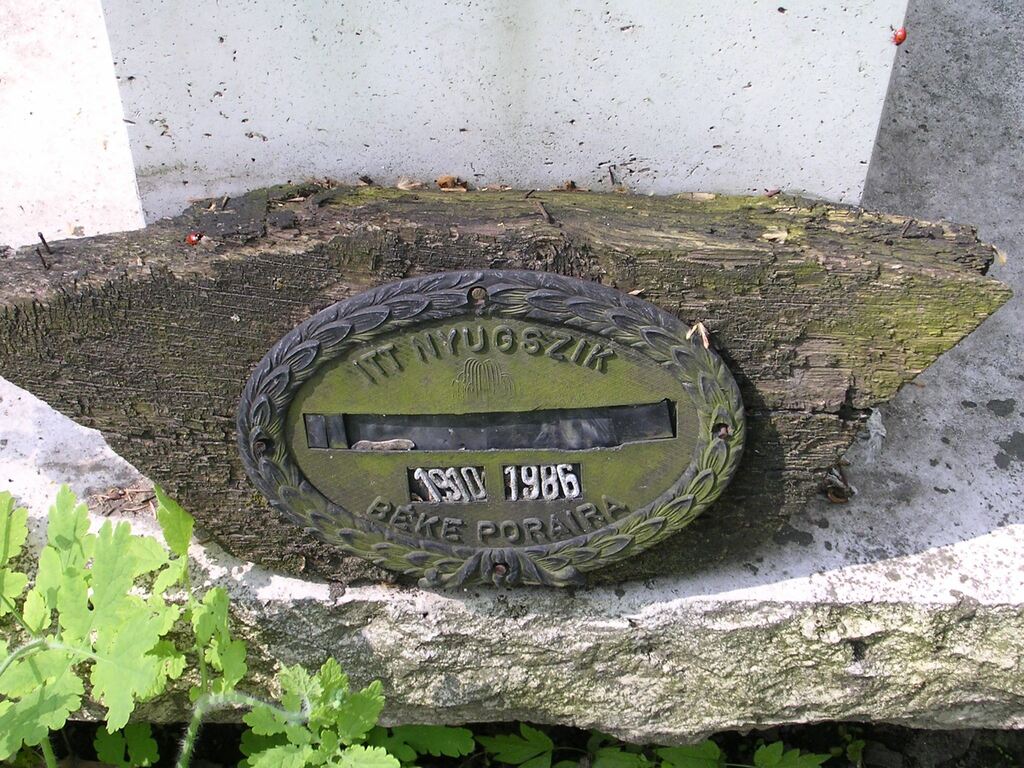 ITT NYUGSZIK
1910 1986
BÉKE PORAIRA